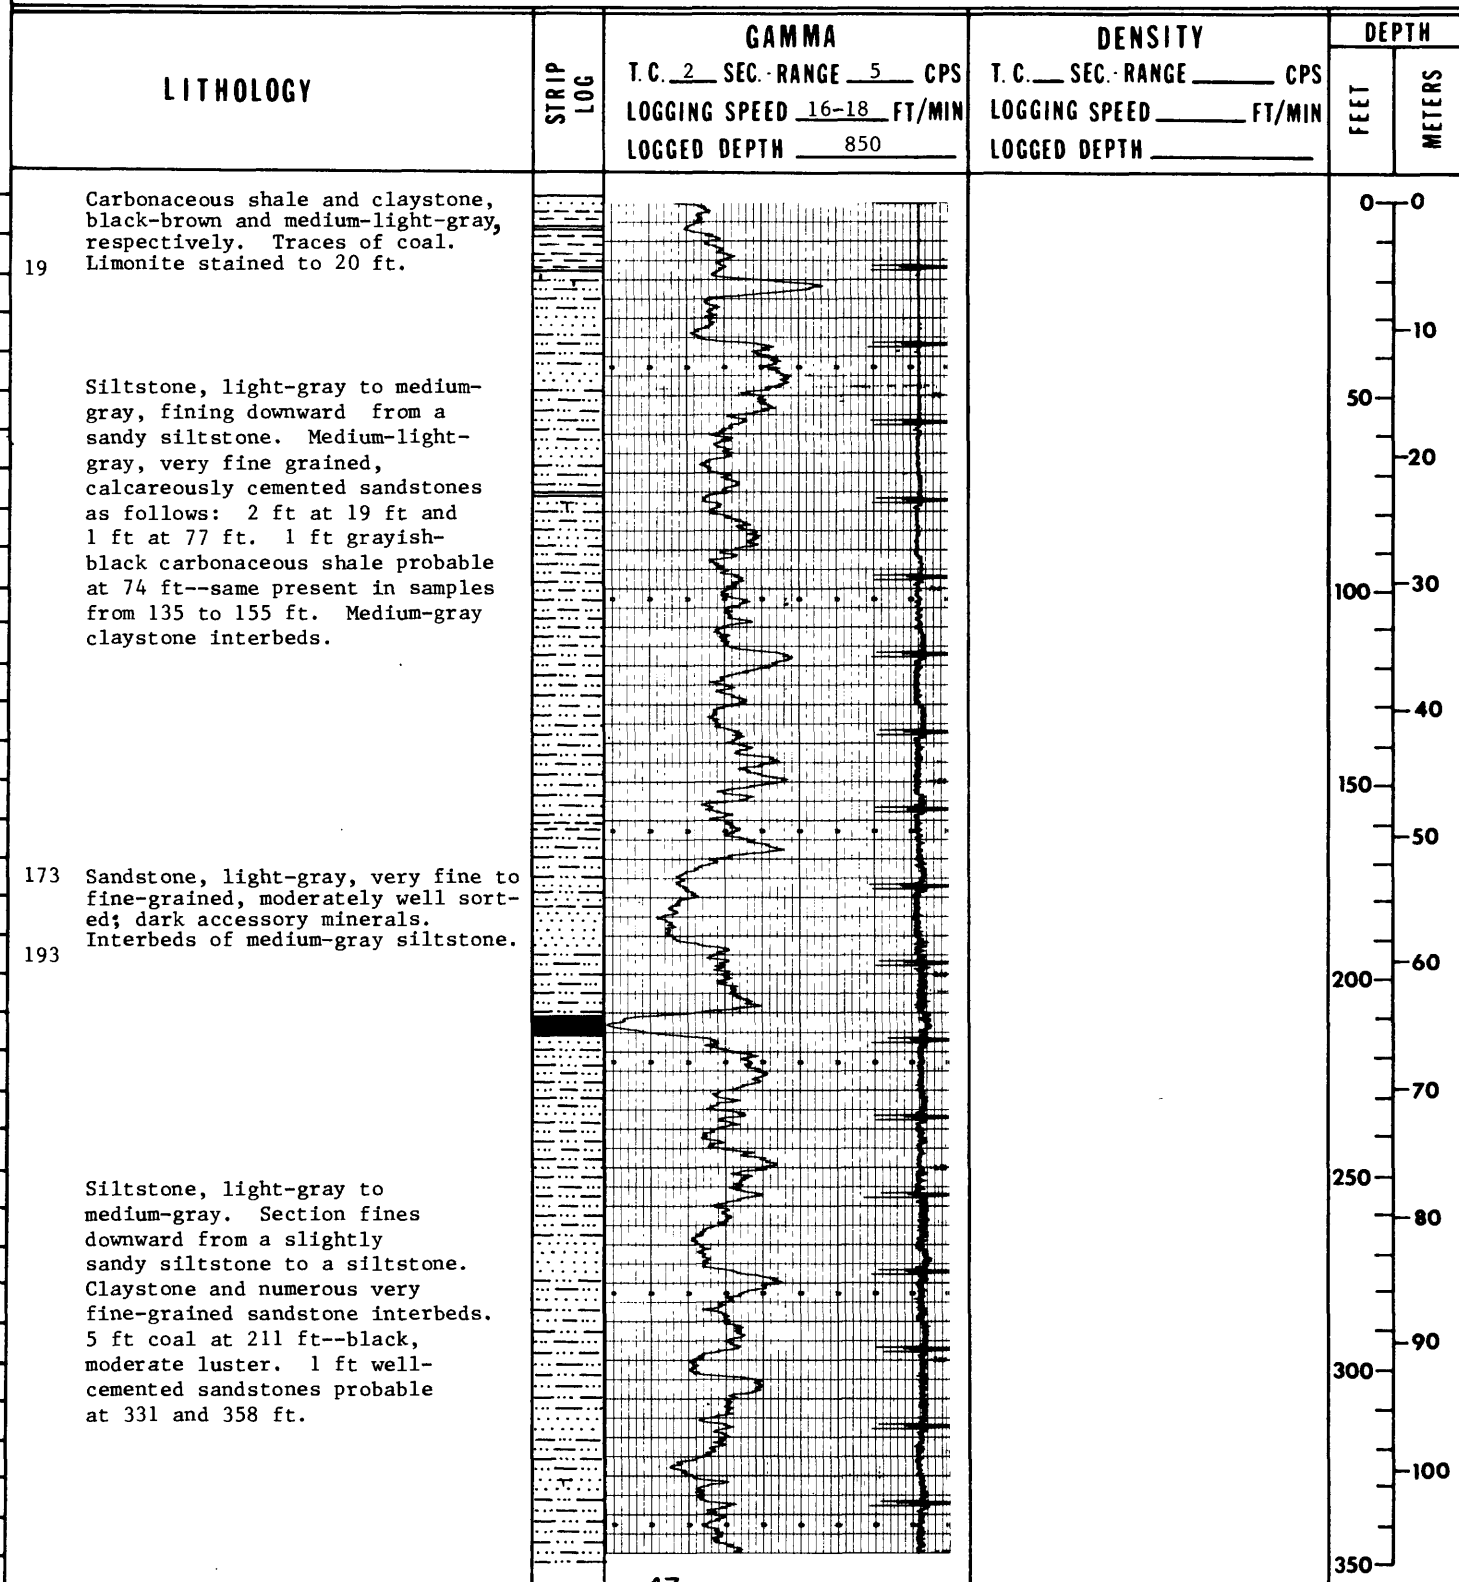 LITHOLOGY
STRIP LOG
GAMMA
T.C. 2 SEC.·RANGE 5 CPS
LOGGING SPEED 16-18 FT/MIN
LOGGED DEPTH 850
DENSITY
T.C. SEC.·RANGE CPS
LOGGING SPEED FT/MIN
LOGGED DEPTH
DEPTH
FEET
METERS
Carbonaceous shale and claystone,
black-brown and medium-light-gray,
respectively. Traces of coal.
19 Limonite stained to 20 ft.
Siltstone, light-gray to medium-
gray, fining downward from a
sandy siltstone. Medium-light-
gray, very fine grained,
calcareously cemented sandstones
as follows: 2 ft at 19 ft and
1 ft at 77 ft. 1 ft grayish-
black carbonaceous shale probable
at 74 ft--same present in samples
from 135 to 155 ft. Medium-gray
claystone interbeds.
173 Sandstone, light-gray, very fine to
fine-grained, moderately well sort-
ed; dark accessory minerals.
Interbeds of medium-gray siltstone.
193
Siltstone, light-gray to
medium-gray. Section fines
downward from a slightly
sandy siltstone to a siltstone.
Claystone and numerous very
fine-grained sandstone interbeds.
5 ft coal at 211 ft--black,
moderate luster. 1 ft well-
cemented sandstones probable
at 331 and 358 ft.
0 0
10
50
20
100 30
40
150
50
200 60
70
250
80
90
300
100
350